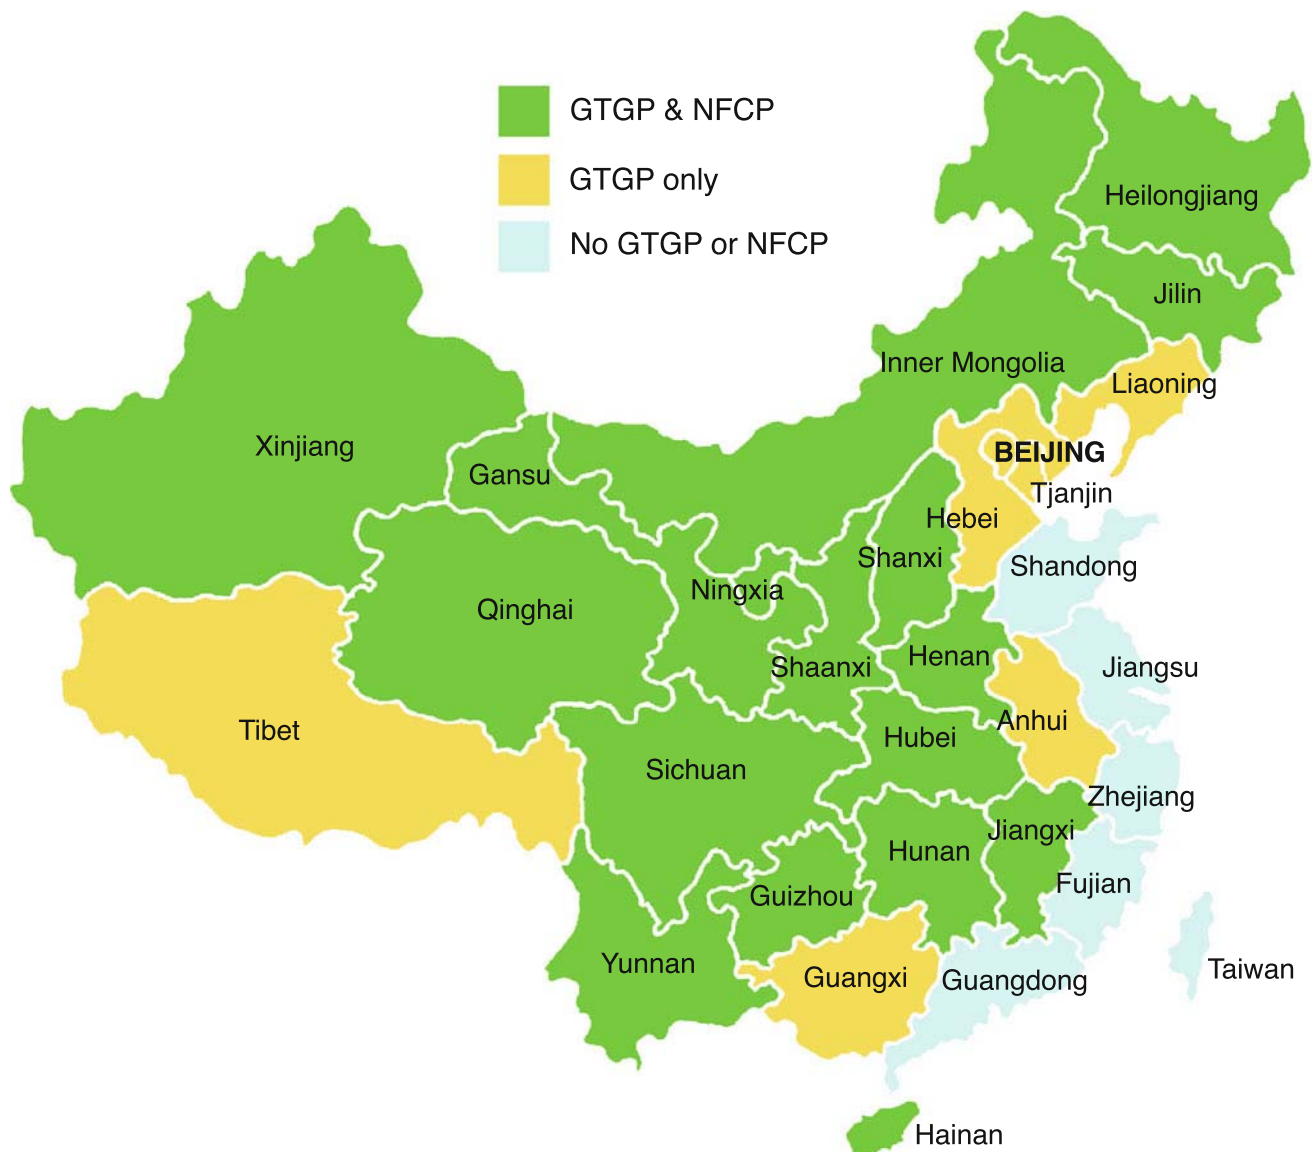 GTGP & NFCP
GTGP only
No GTGP or NFCP
Heilongjiang
Jilin
Inner Mongolia
Liaoning
Xinjiang
BEIJING
Gansu
Tjanjin
Hebei
Shanxi
Shandong
Ningxia
Qinghai
Henan
Shaanxi
Jiangsu
Anhui
Tibet
Hubei
Sichuan
Zhejiang
Jiangxi
Hunan
Fujian
Guizhou
Yunnan
Guangxi
Guangdong
Taiwan
Hainan